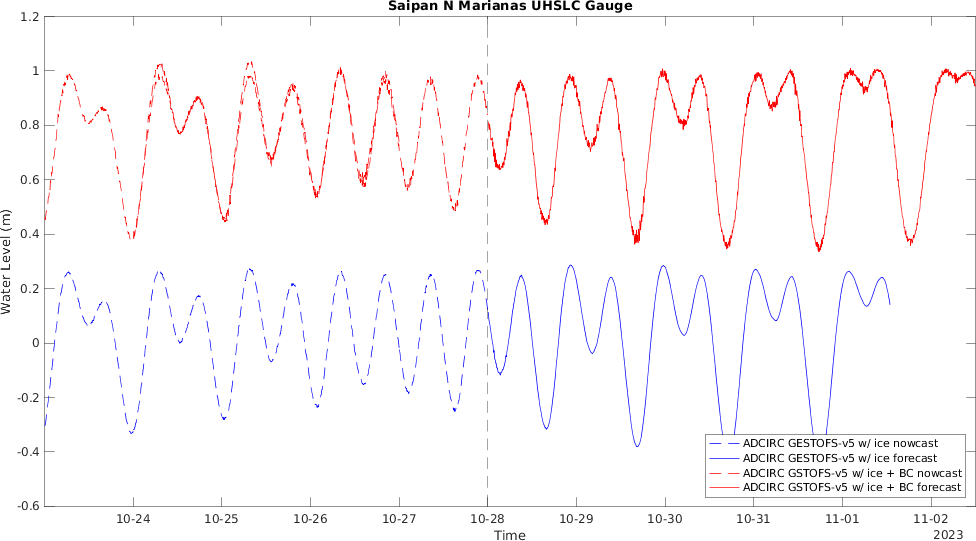 Saipan N Marianas UHSLC Gauge
1.2
1
0.8
0.6
0.4
0.2
0
-0.2
-0.4
-0.6
Water Level (m)
ADCIRC GESTOFS-v5 w/ ice nowcast
ADCIRC GESTOFS-v5 w/ ice forecast
ADCIRC GSTOFS-v5 w/ ice + BC nowcast
ADCIRC GSTOFS-v5 w/ ice + BC forecast
10-24 10-25 10-26 10-27 10-28 10-29 10-30 10-31 11-01 11-02
Time
2023